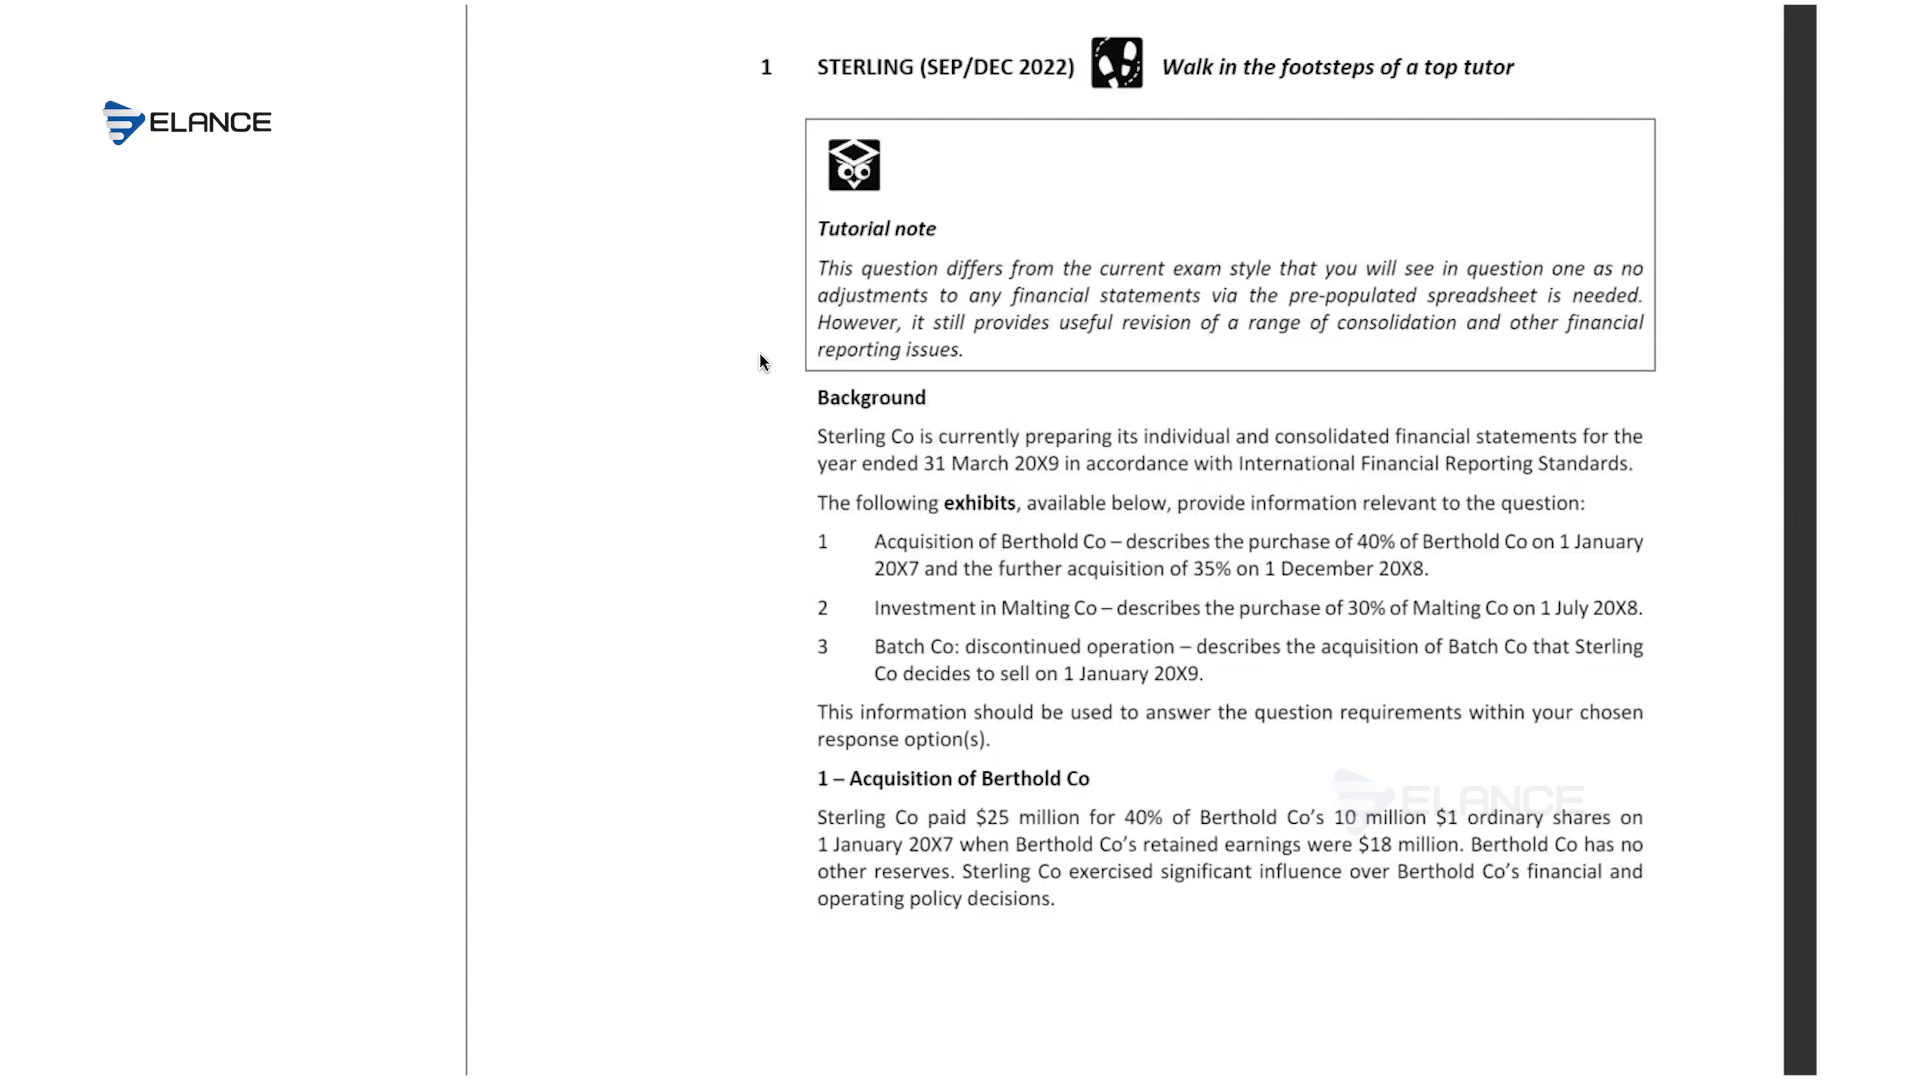 1 STERLING (SEP/DEC 2022) Walk in the footsteps of a top tutor
ELANCE
Tutorial note
This question differs from the current exam style that you will see in question one as no
adjustments to any financial statements via the pre-populated spreadsheet is needed.
However, it still provides useful revision of a range of consolidation and other financial
reporting issues.
Background
Sterling Co is currently preparing its individual and consolidated financial statements for the
year ended 31 March 20X9 in accordance with International Financial Reporting Standards.
The following exhibits, available below, provide information relevant to the question:
1 Acquisition of Berthold Co – describes the purchase of 40% of Berthold Co on 1 January
20X7 and the further acquisition of 35% on 1 December 20X8.
2 Investment in Malting Co – describes the purchase of 30% of Malting Co on 1 July 20X8.
3 Batch Co: discontinued operation – describes the acquisition of Batch Co that Sterling
Co decides to sell on 1 January 20X9.
This information should be used to answer the question requirements within your chosen
response option(s).
1 – Acquisition of Berthold Co
ELANCE
Sterling Co paid $25 million for 40% of Berthold Co's 10 million $1 ordinary shares on
1 January 20X7 when Berthold Co's retained earnings were $18 million. Berthold Co has no
other reserves. Sterling Co exercised significant influence over Berthold Co's financial and
operating policy decisions.